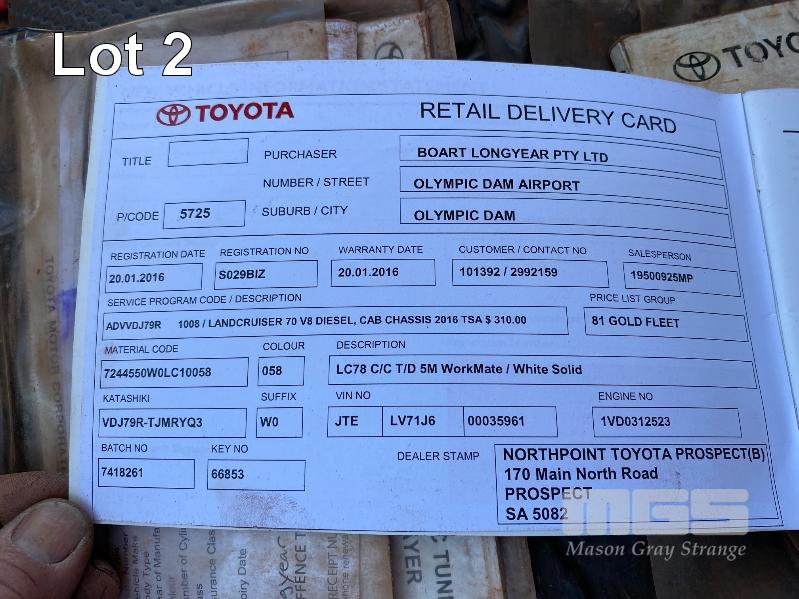 Lot 2
TOYOTA
RETAIL DELIVERY CARD
TITLE
PURCHASER
BOART LONGYEAR PTY LTD
NUMBER / STREET
OLYMPIC DAM AIRPORT
P/CODE
5725
SUBURB / CITY
OLYMPIC DAM
REGISTRATION DATE
REGISTRATION NO
WARRANTY DATE
CUSTOMER / CONTACT NO
SALESPERSON
20.01.2016
S029BIZ
20.01.2016
101392 / 2992159
19500925MP
SERVICE PROGRAM CODE / DESCRIPTION
PRICE LIST GROUP
ADVVDJ79R 1008 / LANDCRUISER 70 V8 DIESEL, CAB CHASSIS 2016 TSA $ 310.00
81 GOLD FLEET
MATERIAL CODE
COLOUR
DESCRIPTION
7244550W0LC10058
058
LC78 C/C T/D 5M WorkMate / White Solid
KATASHIKI
SUFFIX
VIN NO
ENGINE NO
VDJ79R-TJMRYQ3
W0
JTE LV71J6 00035961
1VD0312523
BATCH NO
KEY NO
DEALER STAMP
7418261
66853
NORTHPOINT TOYOTA PROSPECT(B)
170 Main North Road
PROSPECT
SA 5082
MGS
Mason Gray Strange